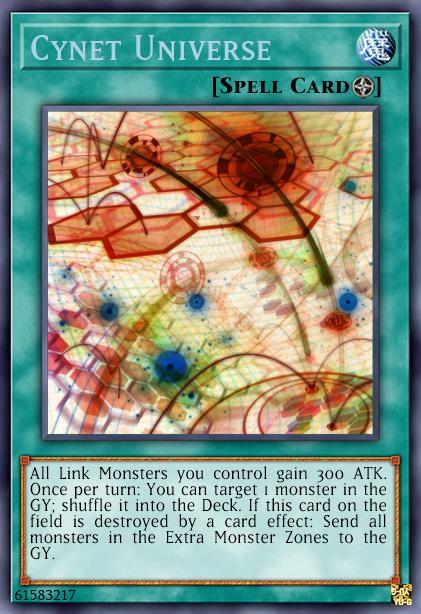 CYNET UNIVERSE
魔
[SPELL CARD]
All Link Monsters you control gain 300 ATK.
Once per turn: You can target 1 monster in the
GY; shuffle it into the Deck. If this card on the
field is destroyed by a card effect: Send all
monsters in the Extra Monster Zones to the
GY.
61583217